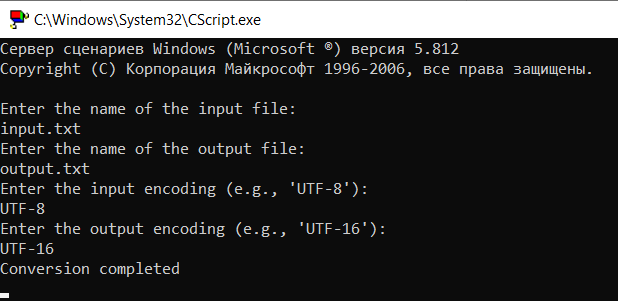 C:\Windows\System32\CScript.exe
Сервер сценариев Windows (Microsoft ®) версия 5.812
Copyright (C) Корпорация Майкрософт 1996-2006, все права защищены.
Enter the name of the input file:
input.txt
Enter the name of the output file:
output.txt
Enter the input encoding (e.g., 'UTF-8'):
UTF-8
Enter the output encoding (e.g., 'UTF-16'):
UTF-16
Conversion completed